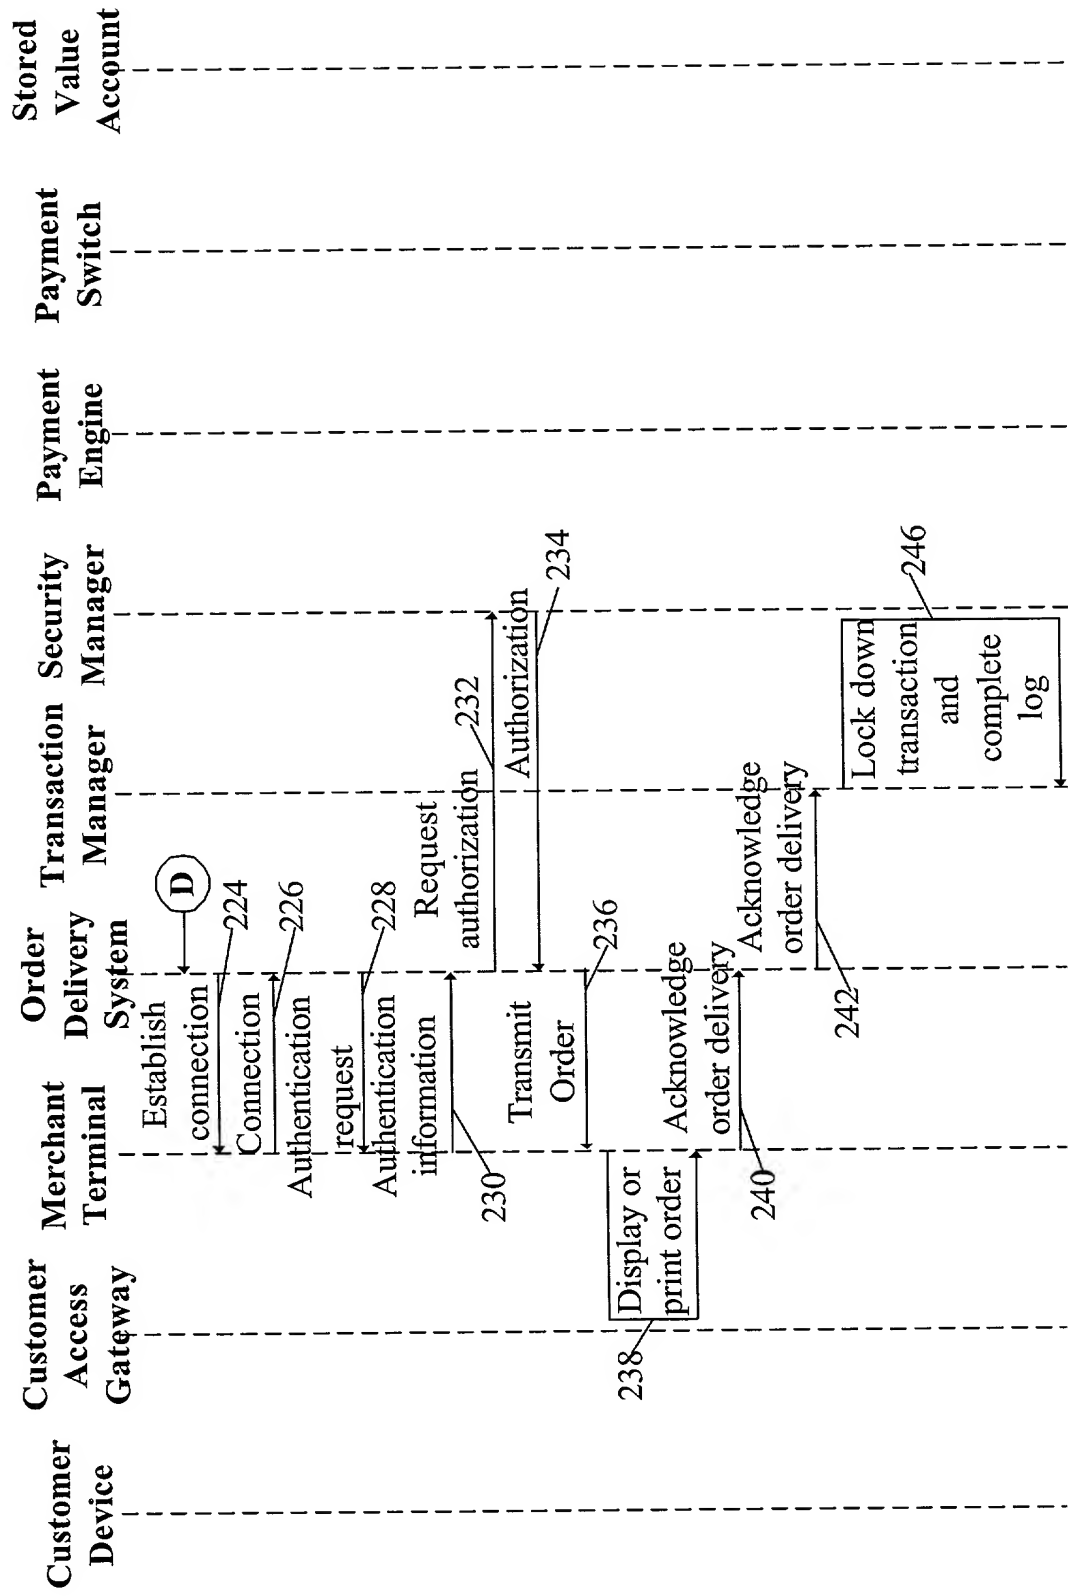 Customer
Device
Customer
Access
Gateway
Merchant
Terminal
Order
Delivery
System
Transaction
Manager
Security
Manager
Payment
Engine
Payment
Switch
Stored
Value
Account
D
Establish
connection
224
Connection
226
Authentication
request
228
Authentication
information
230
Request
authorization
232
Authorization
234
Transmit
Order
236
Display or
print order
238
Acknowledge
order delivery
240
Acknowledge
order delivery
242
Lock down
transaction
and
complete
log
246